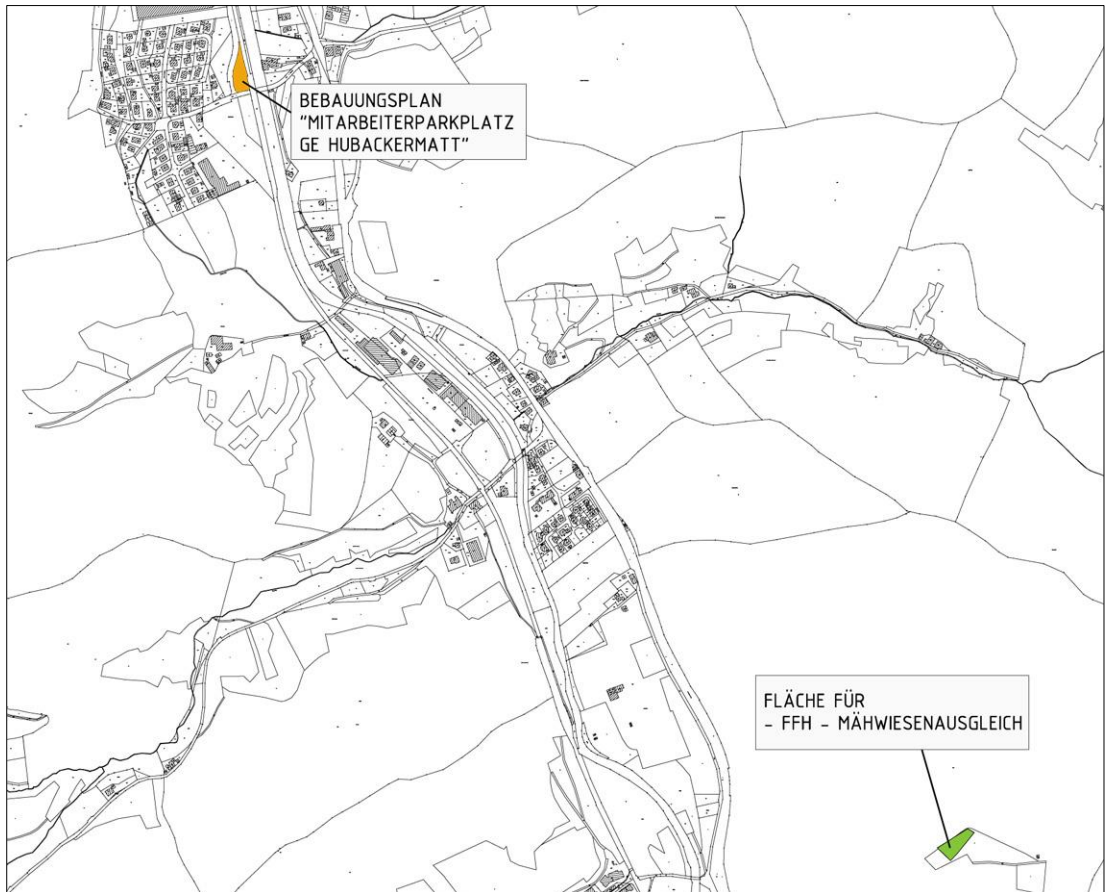 BEBAUUNGSPLAN
"MITARBEITERPARKPLATZ
GE HUBACKERMATT"
FLÄCHE FÜR
- FFH - MÄHWIESENAUSGLEICH